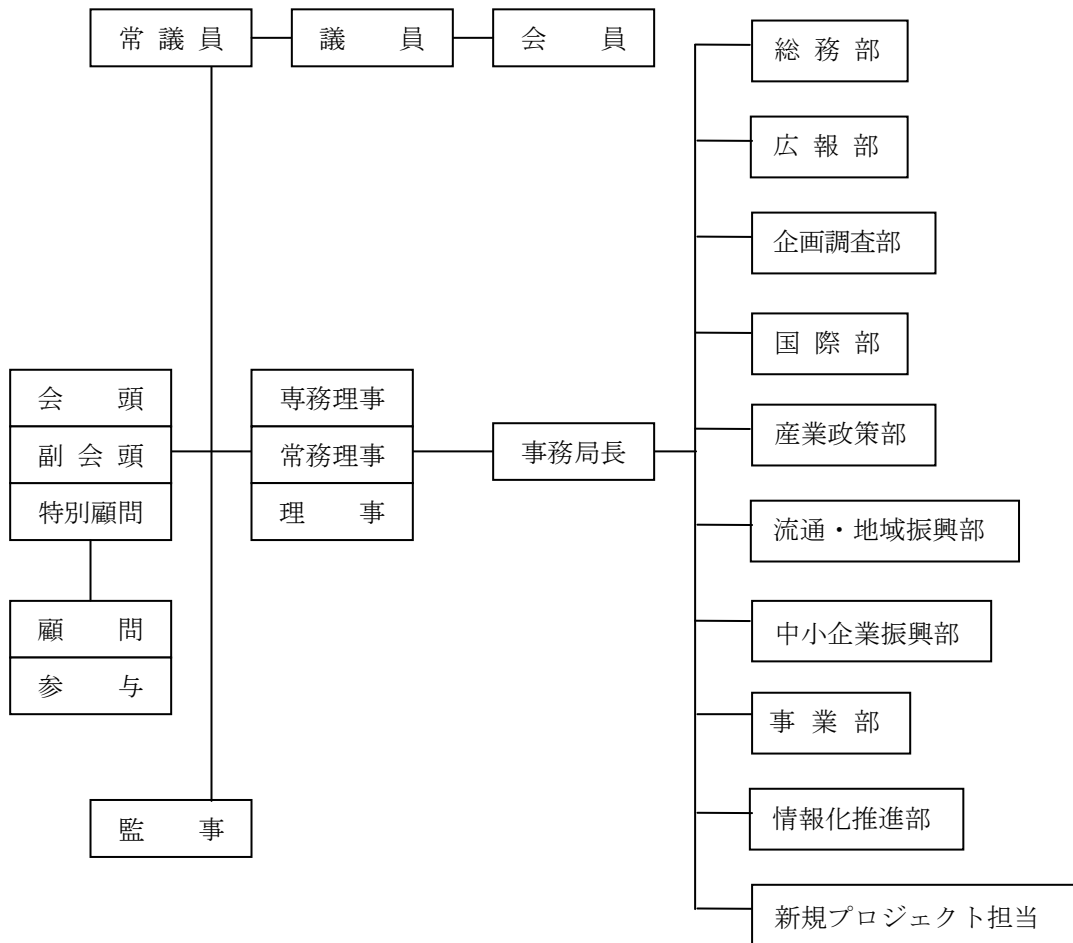 常議員
議　　員
会　　員
会　　頭
副会頭
特別顧問
顧　　問
参　　与
専務理事
常務理事
理　　事
監　　事
事務局長
総務部
広報部
企画調査部
国際部
産業政策部
流通・地域振興部
中小企業振興部
事業部
情報化推進部
新規プロジェクト担当